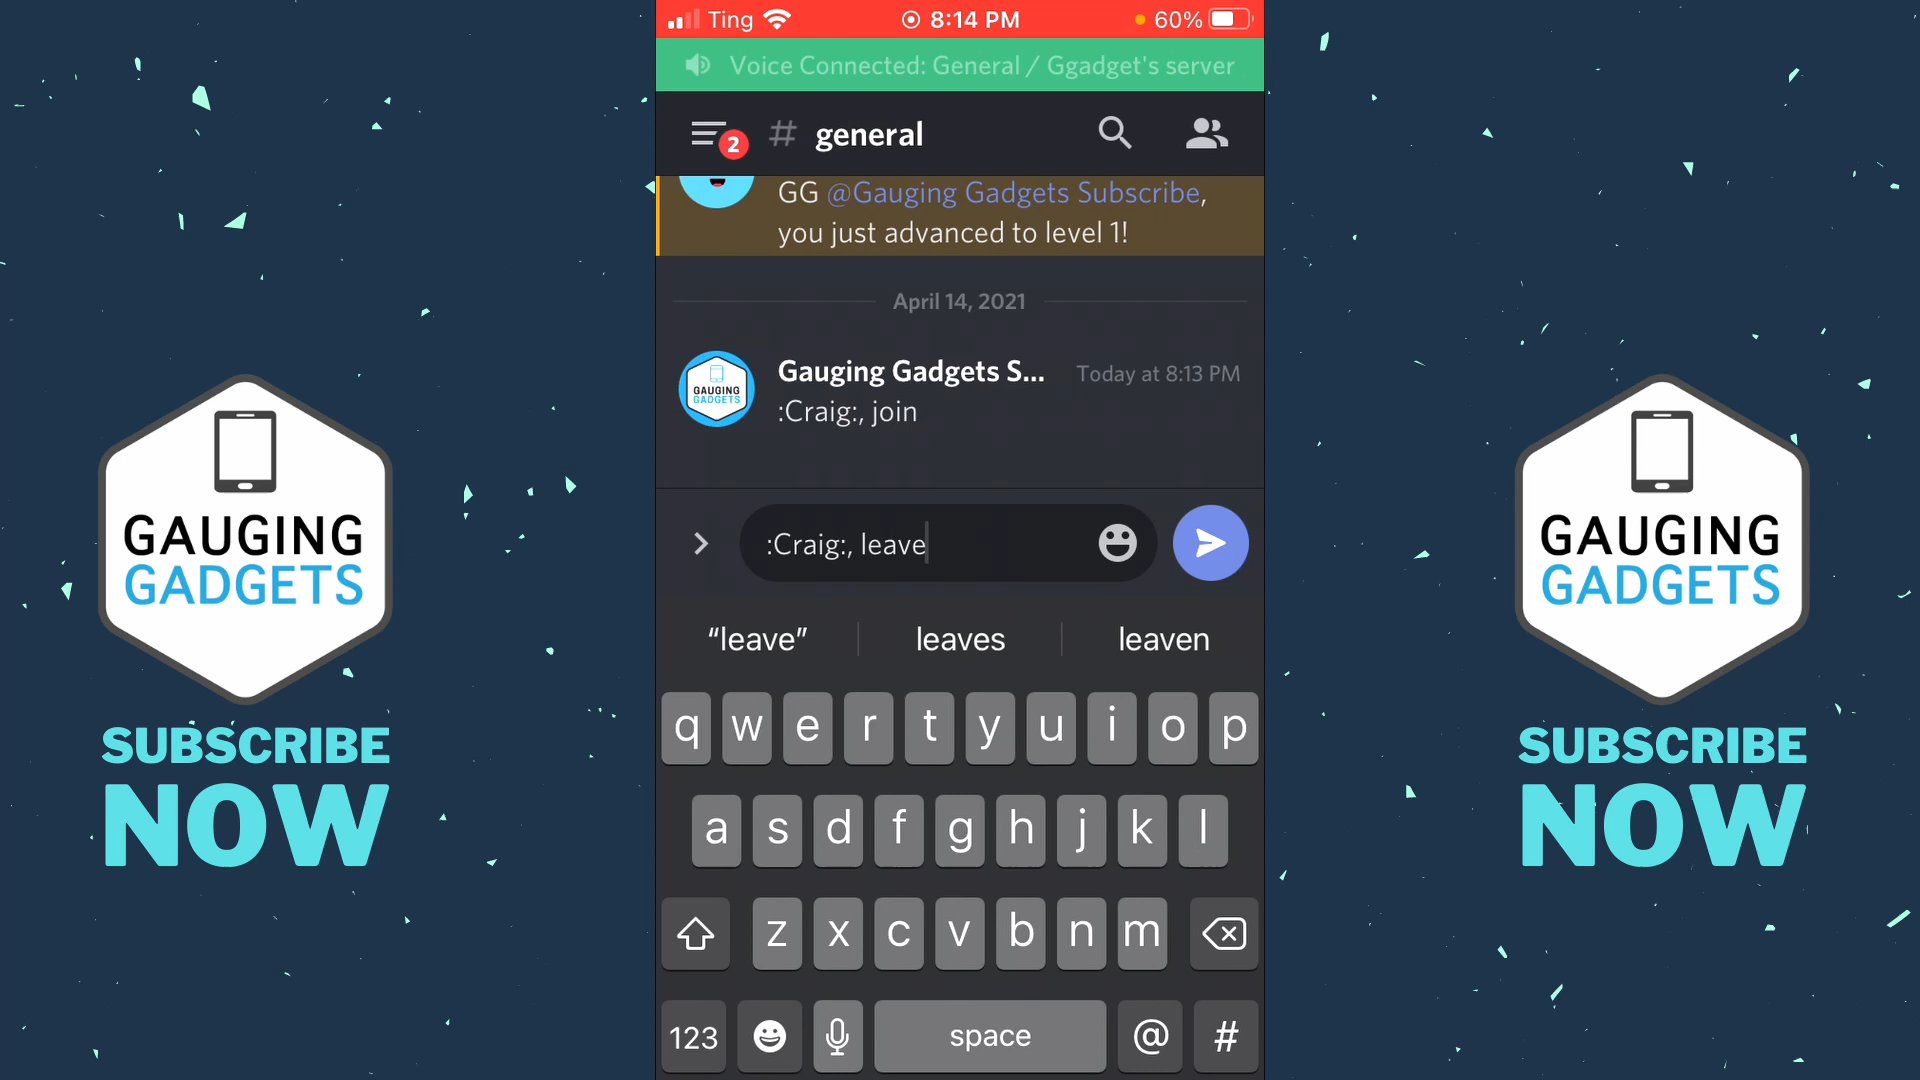 Ting
8:14 PM
60%
Voice Connected: General / Ggadget's server
2
# general
GG @Gauging Gadgets Subscribe,
you just advanced to level 1!
April 14, 2021
GAUGING
GADGETS
Gauging Gadgets S... Today at 8:13 PM
:Craig:, join
:Craig:, leave
"leave" leaves leaven
q w e r t y u i o p
a s d f g h j k l
z x c v b n m
123 space @ #
GAUGING
GADGETS
SUBSCRIBE
NOW
GAUGING
GADGETS
SUBSCRIBE
NOW